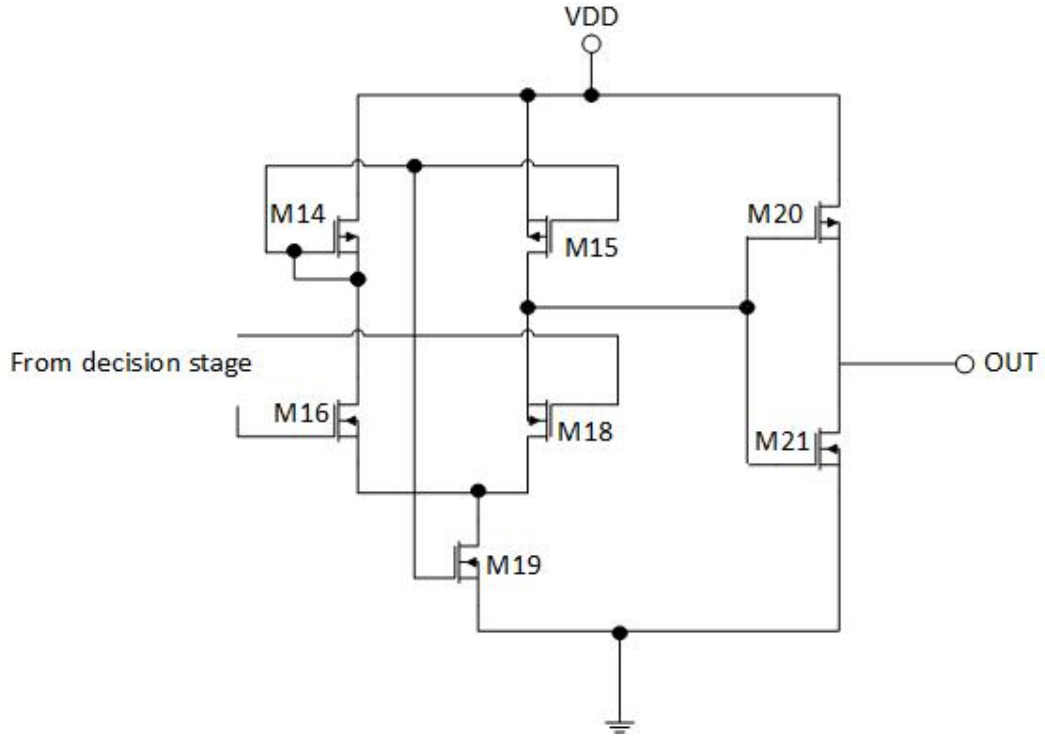 VDD
M14
M15
M20
From decision stage
OUT
M16
M18
M21
M19